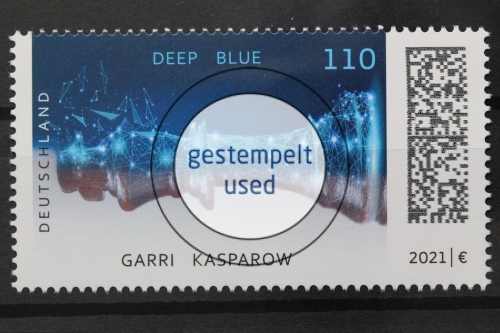 DEEP BLUE
110
DEUTSCHLAND
gestempelt
used
GARRI KASPAROW
2021|€